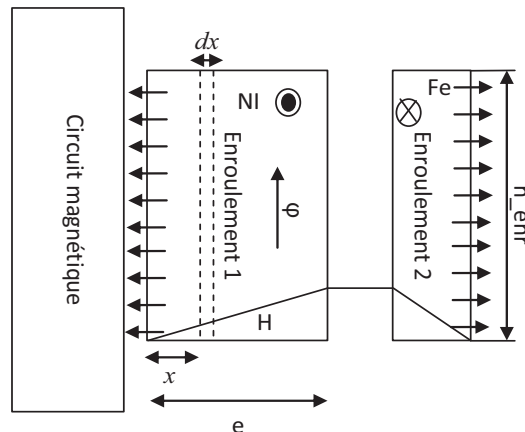 dx
Fe
NI
Circuit magnétique
Enroulement 1
φ
Enroulement 2
h_enr
H
x
e